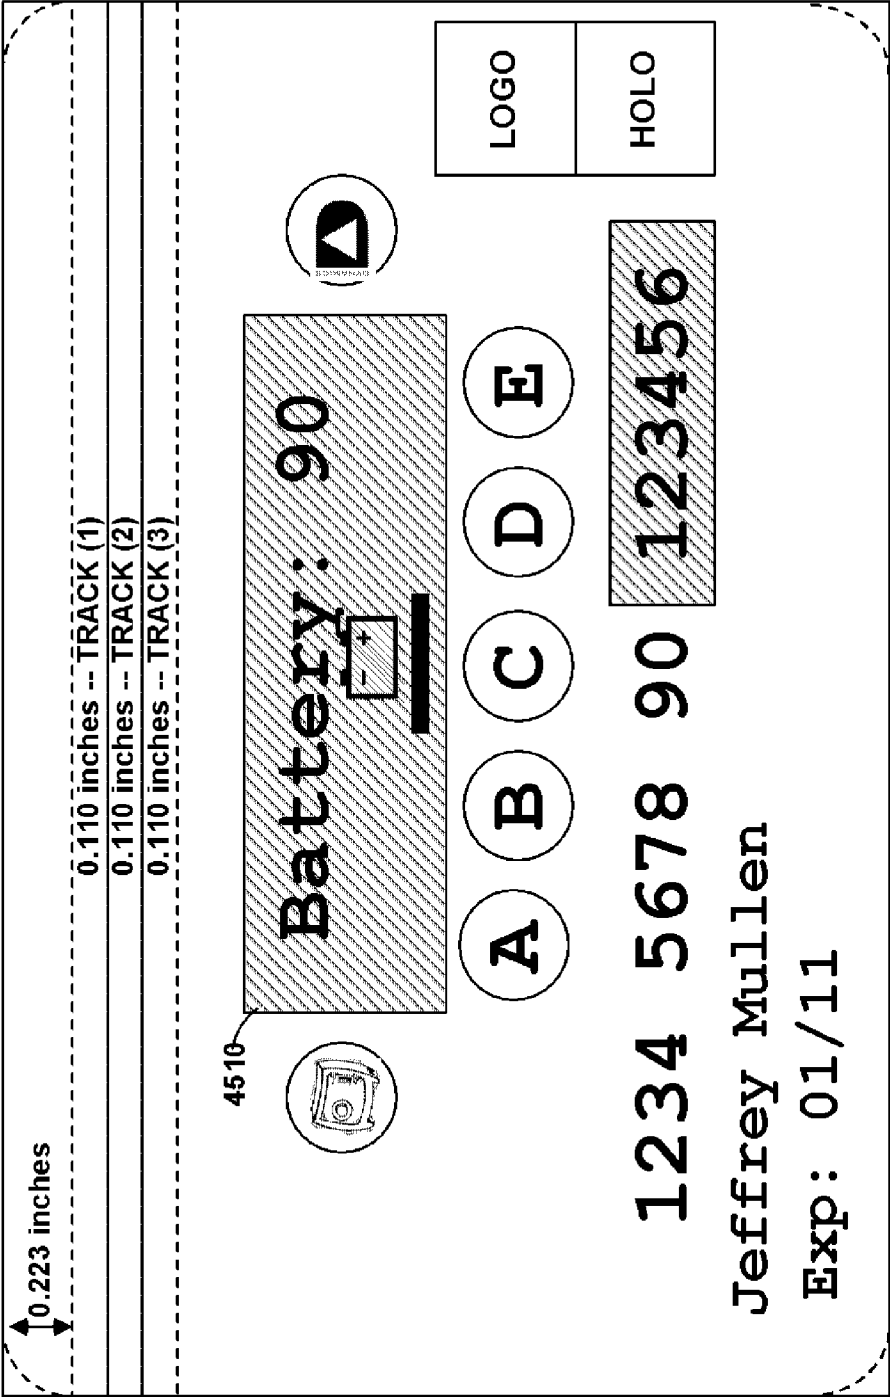 0.223 inches
0.110 inches -- TRACK (1)
0.110 inches -- TRACK (2)
0.110 inches -- TRACK (3)
4510
Battery: 90
- +
A B C D E
LOGO
HOLO
1234 5678 90 123456
Jeffrey Mullen
Exp: 01/11